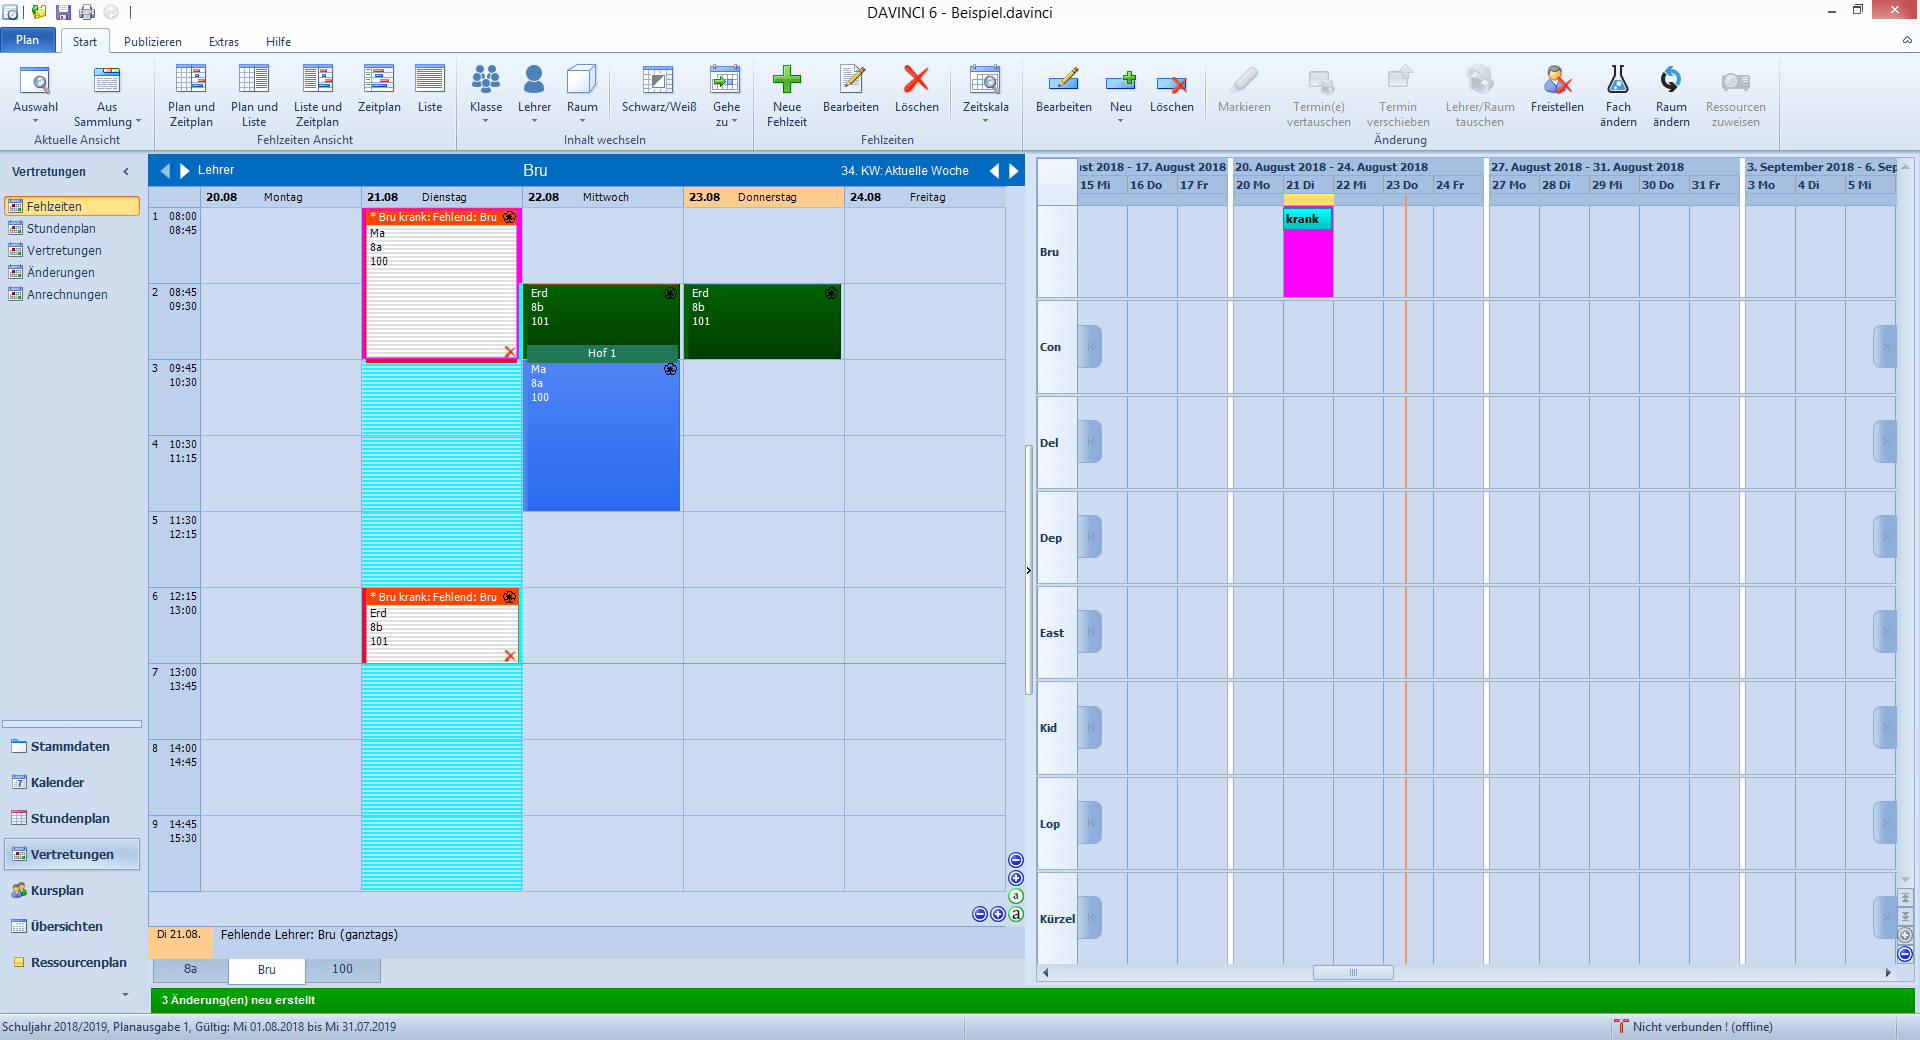 DAVINCI 6 - Beispiel.davinci
Plan
Start
Publizieren
Extras
Hilfe
Auswahl
Aus
Sammlung
Aktuelle Ansicht
Plan und
Zeitplan
Plan und
Liste
Liste und
Zeitplan
Zeitplan
Liste
Fehlzeiten Ansicht
Klasse
Lehrer
Raum
Schwarz/Weiß
Gehe
zu
Inhalt wechseln
Neue
Fehlzeit
Bearbeiten
Löschen
Fehlzeiten
Zeitskala
Bearbeiten
Neu
Löschen
Markieren
Termin(e)
vertauschen
Termin
verschieben
Lehrer/Raum
tauschen
Freistellen
Fach
ändern
Raum
ändern
Ressourcen
zuweisen
Änderung
Vertretungen
Fehlzeiten
Stundenplan
Vertretungen
Änderungen
Anrechnungen
Stammdaten
Kalender
Stundenplan
Vertretungen
Kursplan
Übersichten
Ressourcenplan
Lehrer
Bru
34. KW: Aktuelle Woche
20.08 Montag
21.08 Dienstag
22.08 Mittwoch
23.08 Donnerstag
24.08 Freitag
1 08:00
08:45
2 08:45
09:30
3 09:45
10:30
4 10:30
11:15
5 11:30
12:15
6 12:15
13:00
7 13:00
13:45
8 14:00
14:45
9 14:45
15:30
* Bru krank: Fehlend: Bru
Ma
8a
100
* Bru krank: Fehlend: Bru
Erd
8b
101
Erd
8b
101
Hof 1
Ma
8a
100
Erd
8b
101
a
a
Di 21.08.
Fehlende Lehrer: Bru (ganztags)
8a
Bru
100
ıst 2018 - 17. August 2018
20. August 2018 - 24. August 2018
27. August 2018 - 31. August 2018
3. September 2018 - 6. Sep
15 Mi
16 Do
17 Fr
20 Mo
21 Di
22 Mi
23 Do
24 Fr
27 Mo
28 Di
29 Mi
30 Do
31 Fr
3 Mo
4 Di
5 Mi
krank
Bru
Con
Del
Dep
East
Kid
Lop
Kürzel
3 Änderung(en) neu erstellt
Schuljahr 2018/2019, Planausgabe 1, Gültig: Mi 01.08.2018 bis Mi 31.07.2019
Nicht verbunden ! (offline)